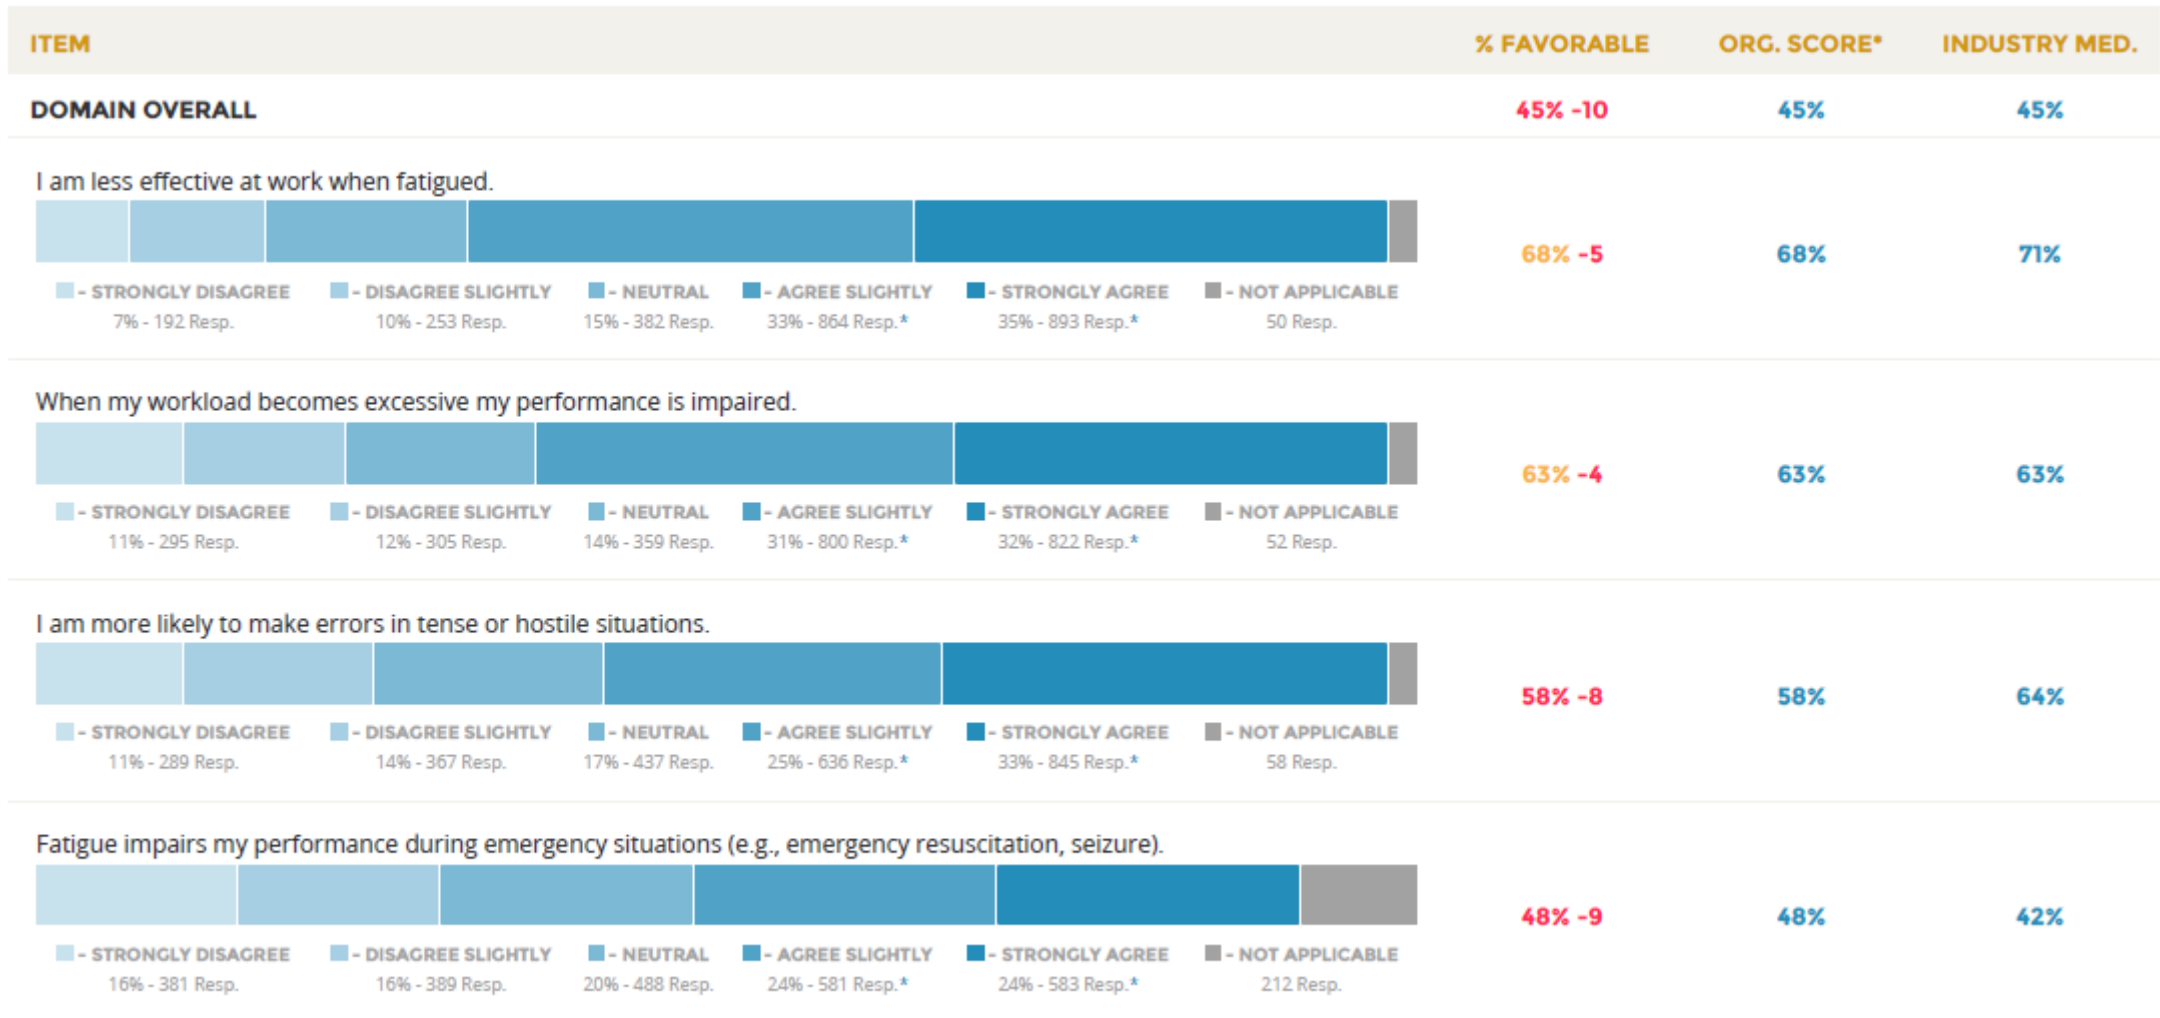 ITEM % FAVORABLE ORG. SCORE* INDUSTRY MED.
DOMAIN OVERALL 45% -10 45% 45%
I am less effective at work when fatigued.
68% -5 68% 71%
- STRONGLY DISAGREE - DISAGREE SLIGHTLY - NEUTRAL - AGREE SLIGHTLY - STRONGLY AGREE - NOT APPLICABLE
7% - 192 Resp. 10% - 253 Resp. 15% - 382 Resp. 33% - 864 Resp.* 35% - 893 Resp.* 50 Resp.
When my workload becomes excessive my performance is impaired.
63% -4 63% 63%
- STRONGLY DISAGREE - DISAGREE SLIGHTLY - NEUTRAL - AGREE SLIGHTLY - STRONGLY AGREE - NOT APPLICABLE
11% - 295 Resp. 12% - 305 Resp. 14% - 359 Resp. 31% - 800 Resp.* 32% - 822 Resp.* 52 Resp.
I am more likely to make errors in tense or hostile situations.
58% -8 58% 64%
- STRONGLY DISAGREE - DISAGREE SLIGHTLY - NEUTRAL - AGREE SLIGHTLY - STRONGLY AGREE - NOT APPLICABLE
11% - 289 Resp. 14% - 367 Resp. 17% - 437 Resp. 25% - 636 Resp.* 33% - 845 Resp.* 58 Resp.
Fatigue impairs my performance during emergency situations (e.g., emergency resuscitation, seizure).
48% -9 48% 42%
- STRONGLY DISAGREE - DISAGREE SLIGHTLY - NEUTRAL - AGREE SLIGHTLY - STRONGLY AGREE - NOT APPLICABLE
16% - 381 Resp. 16% - 389 Resp. 20% - 488 Resp. 24% - 581 Resp.* 24% - 583 Resp.* 212 Resp.